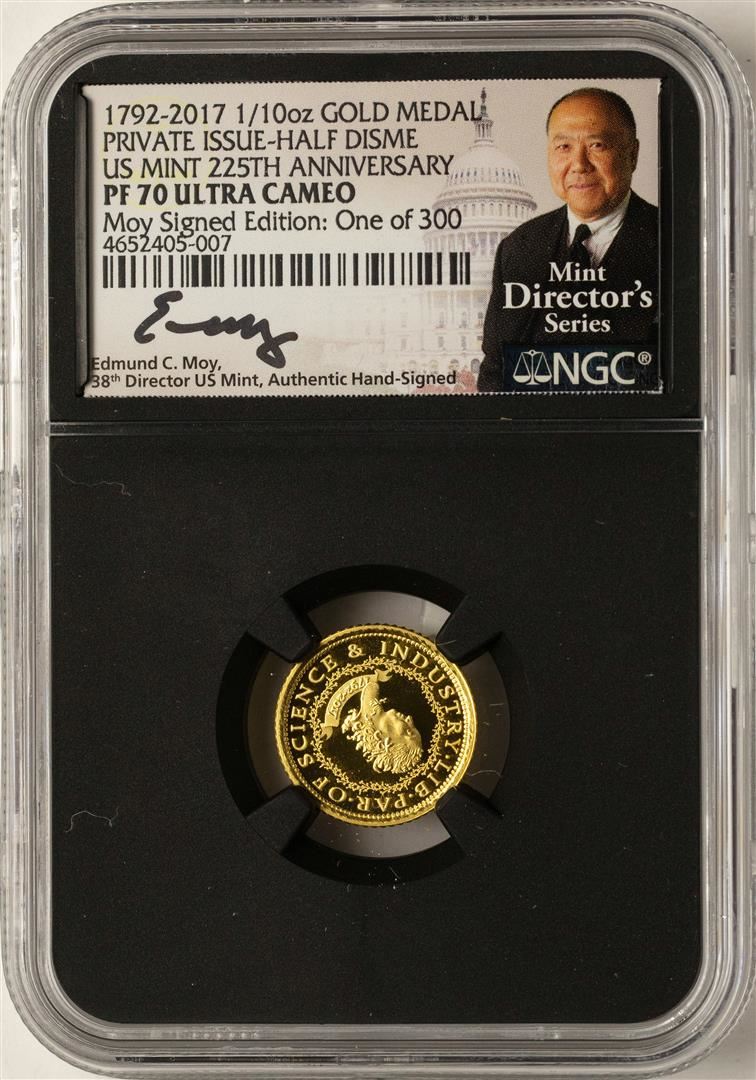 1792-2017 1/10oz GOLD MEDAL
PRIVATE ISSUE-HALF DISME
US MINT 225TH ANNIVERSARY
PF 70 ULTRA CAMEO
Moy Signed Edition: One of 300
4652405-007
Edmund C. Moy,
38th Director US Mint, Authentic Hand-Signed
Mint
Director's
Series
NGC®
LIB·PAR·OF SCIENCE & INDUSTRY·
1792-2017